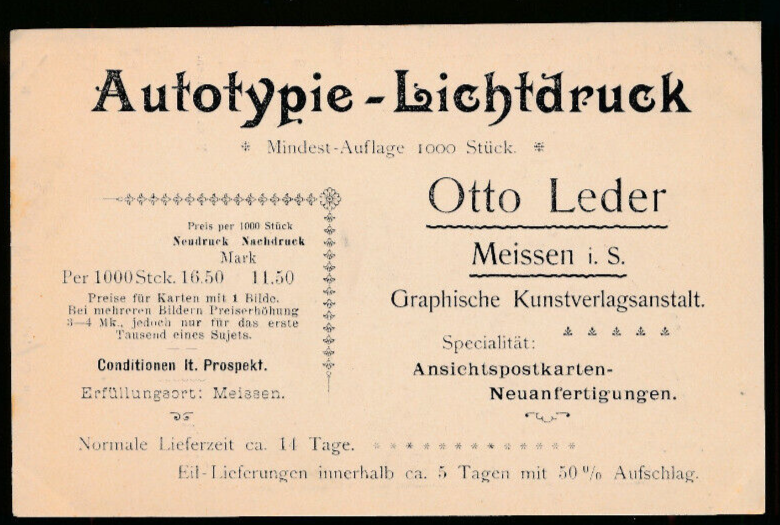 Autotypie - Lichtdruck
* Mindest-Auflage 1000 Stück. *
Otto Leder
Meissen i. S.
Graphische Kunstverlagsanstalt.
Specialität:
Ansichtspostkarten-
Neuanfertigungen.
Preis per 1000 Stück
Neudruck Nachdruck
Mark
Per 1000 Stck. 16.50 11.50
Preise für Karten mit 1 Bilde.
Bei mehreren Bildern Preiserhöhung
3—4 Mk., jedoch nur für das erste
Tausend eines Sujets.
Conditionen lt. Prospekt.
Erfüllungsort: Meissen.
Normale Lieferzeit ca. 14 Tage.
Eil-Lieferungen innerhalb ca. 5 Tagen mit 50 % Aufschlag.